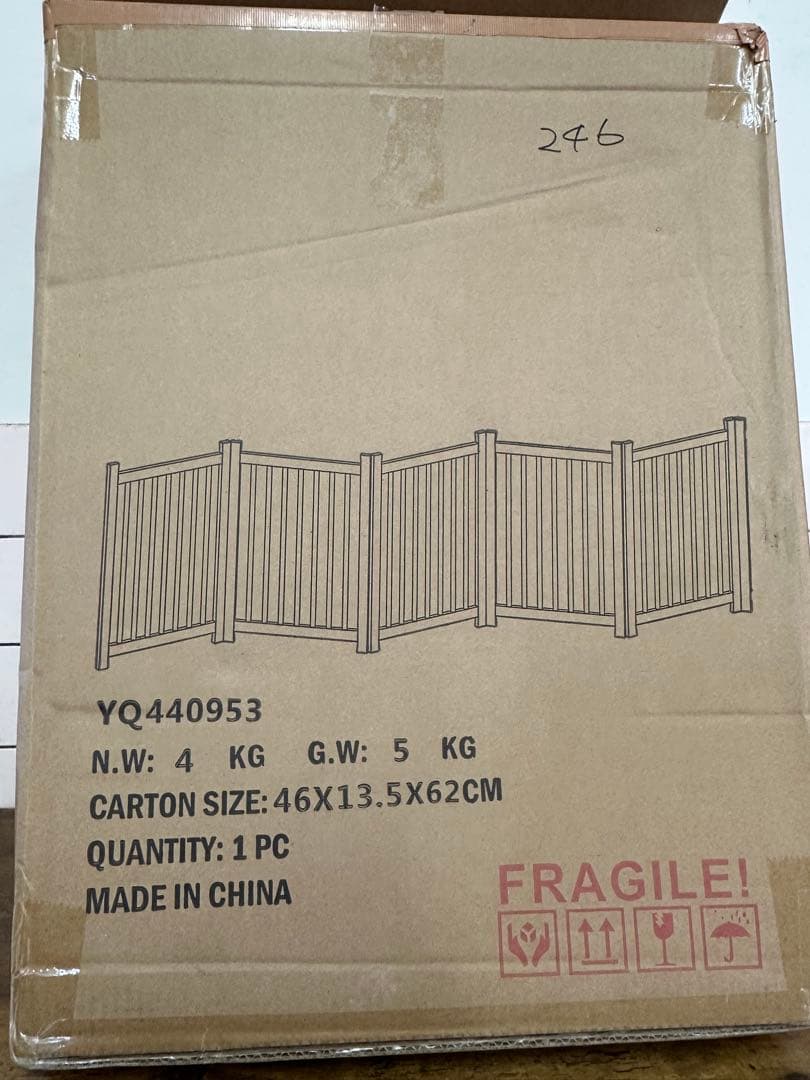 246
YQ440953
N.W: 4 KG G.W: 5 KG
CARTON SIZE: 46X13.5X62CM
QUANTITY: 1 PC
MADE IN CHINA
FRAGILE!